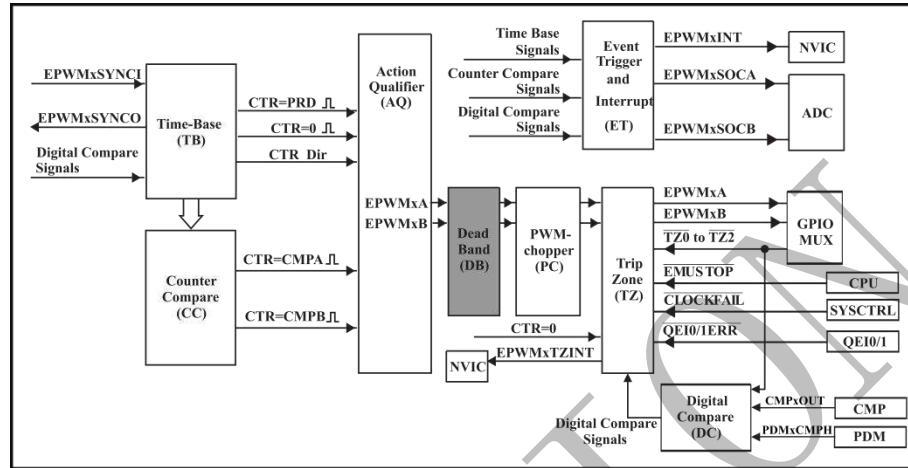 EPWMxSYNCI
EPWMxSYNCO
Digital Compare
Signals
Time-Base
(TB)
CTR=PRD
CTR=0
CTR_Dir
Counter
Compare
(CC)
CTR=CMPA
CTR=CMPB
Action
Qualifier
(AQ)
EPWMxA
EPWMxB
Dead
Band
(DB)
PWM-
chopper
(PC)
Time Base
Signals
Counter Compare
Signals
Digital Compare
Signals
Event
Trigger
and
Interrupt
(ET)
EPWMxINT
EPWMxSOCA
EPWMxSOCB
NVIC
ADC
Trip
Zone
(TZ)
EPWMxA
EPWMxB
TZ0 to TZ2
EMUSTOP
CLOCKFAIL
QEI0/1ERR
GPIO
MUX
CPU
SYSCTRL
QEI0/1
CTR=0
EPWMxTZINT
NVIC
Digital Compare
Signals
Digital
Compare
(DC)
CMPxOUT
PDMxCMPH
CMP
PDM
ION